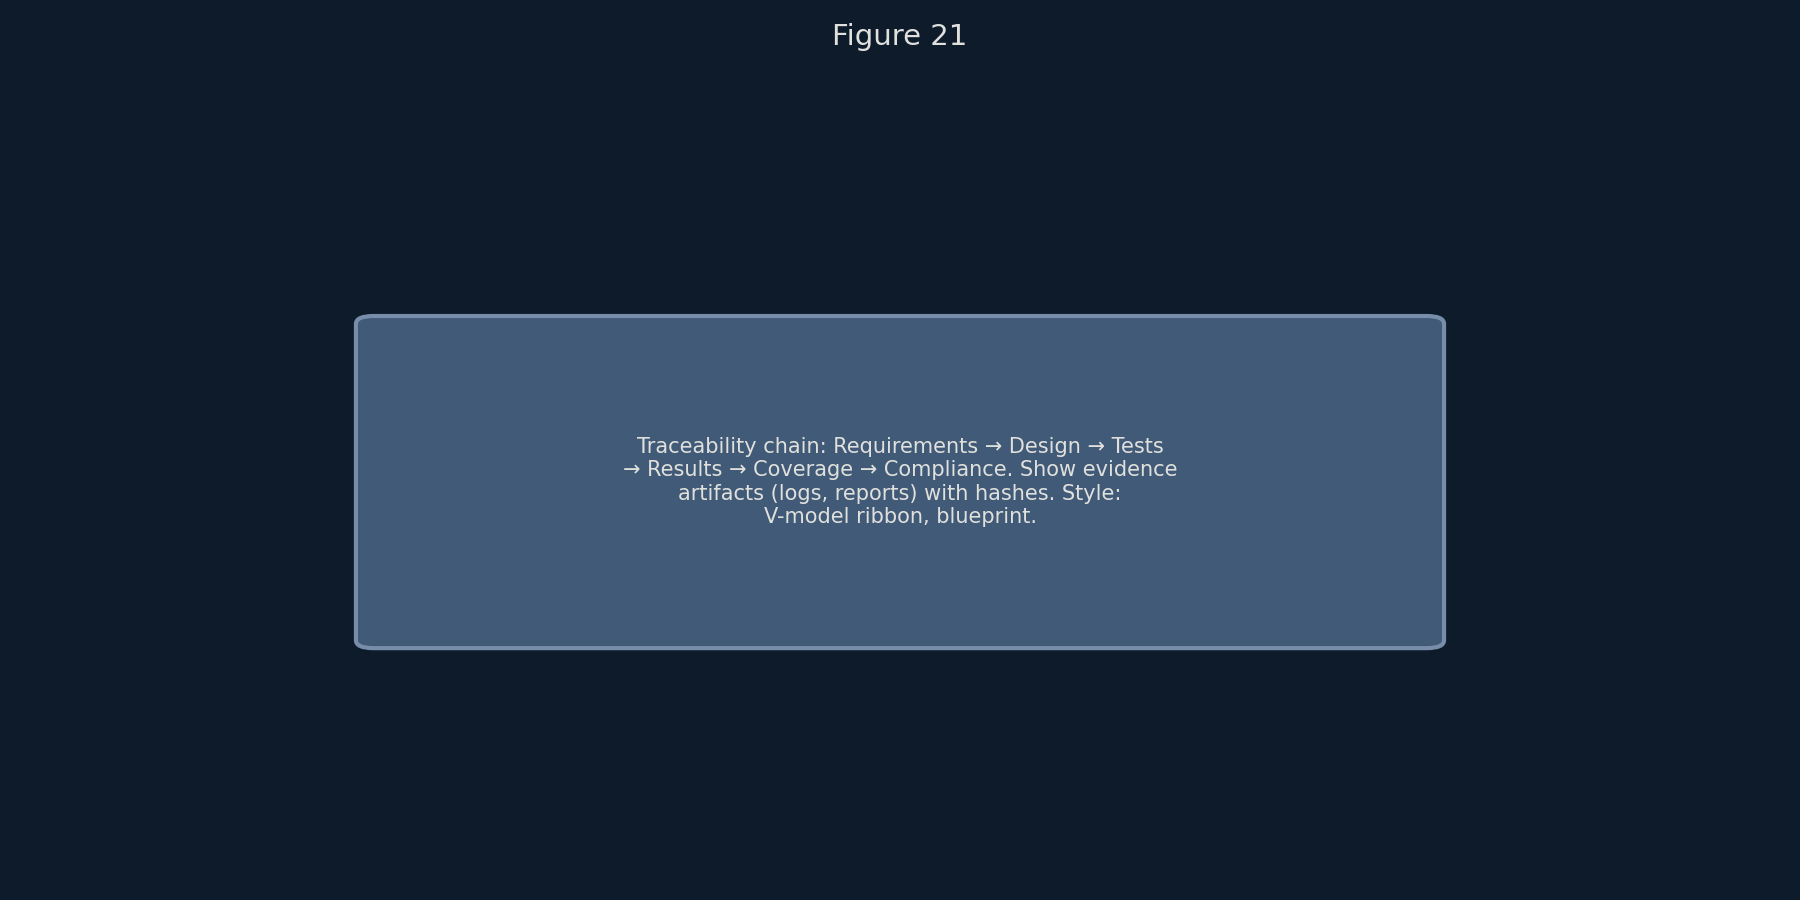 Figure 21
Traceability chain: Requirements → Design → Tests
→ Results → Coverage → Compliance. Show evidence
artifacts (logs, reports) with hashes. Style:
V-model ribbon, blueprint.